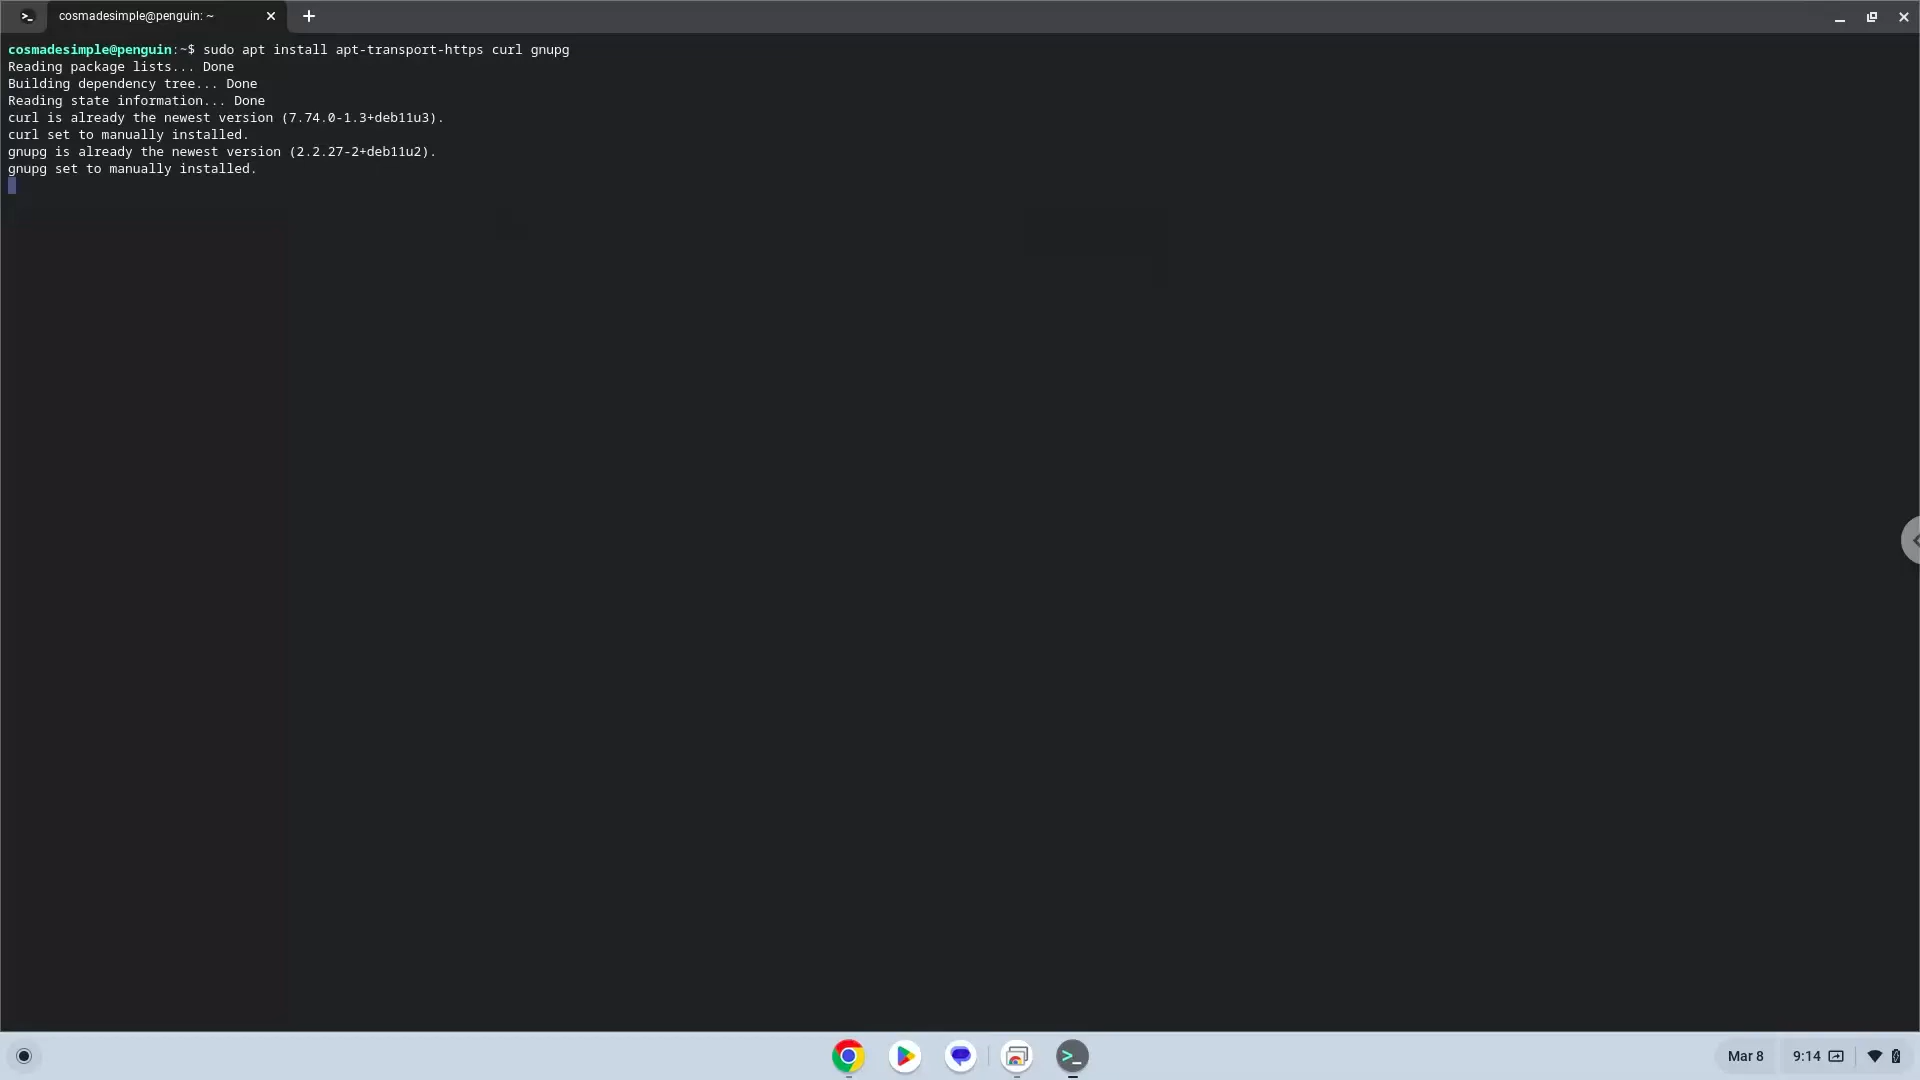 cosmadesimple@penguin: ~
cosmadesimple@penguin:~$ sudo apt install apt-transport-https curl gnupg
Reading package lists... Done
Building dependency tree... Done
Reading state information... Done
curl is already the newest version (7.74.0-1.3+deb11u3).
curl set to manually installed.
gnupg is already the newest version (2.2.27-2+deb11u2).
gnupg set to manually installed.
Mar 8 9:14